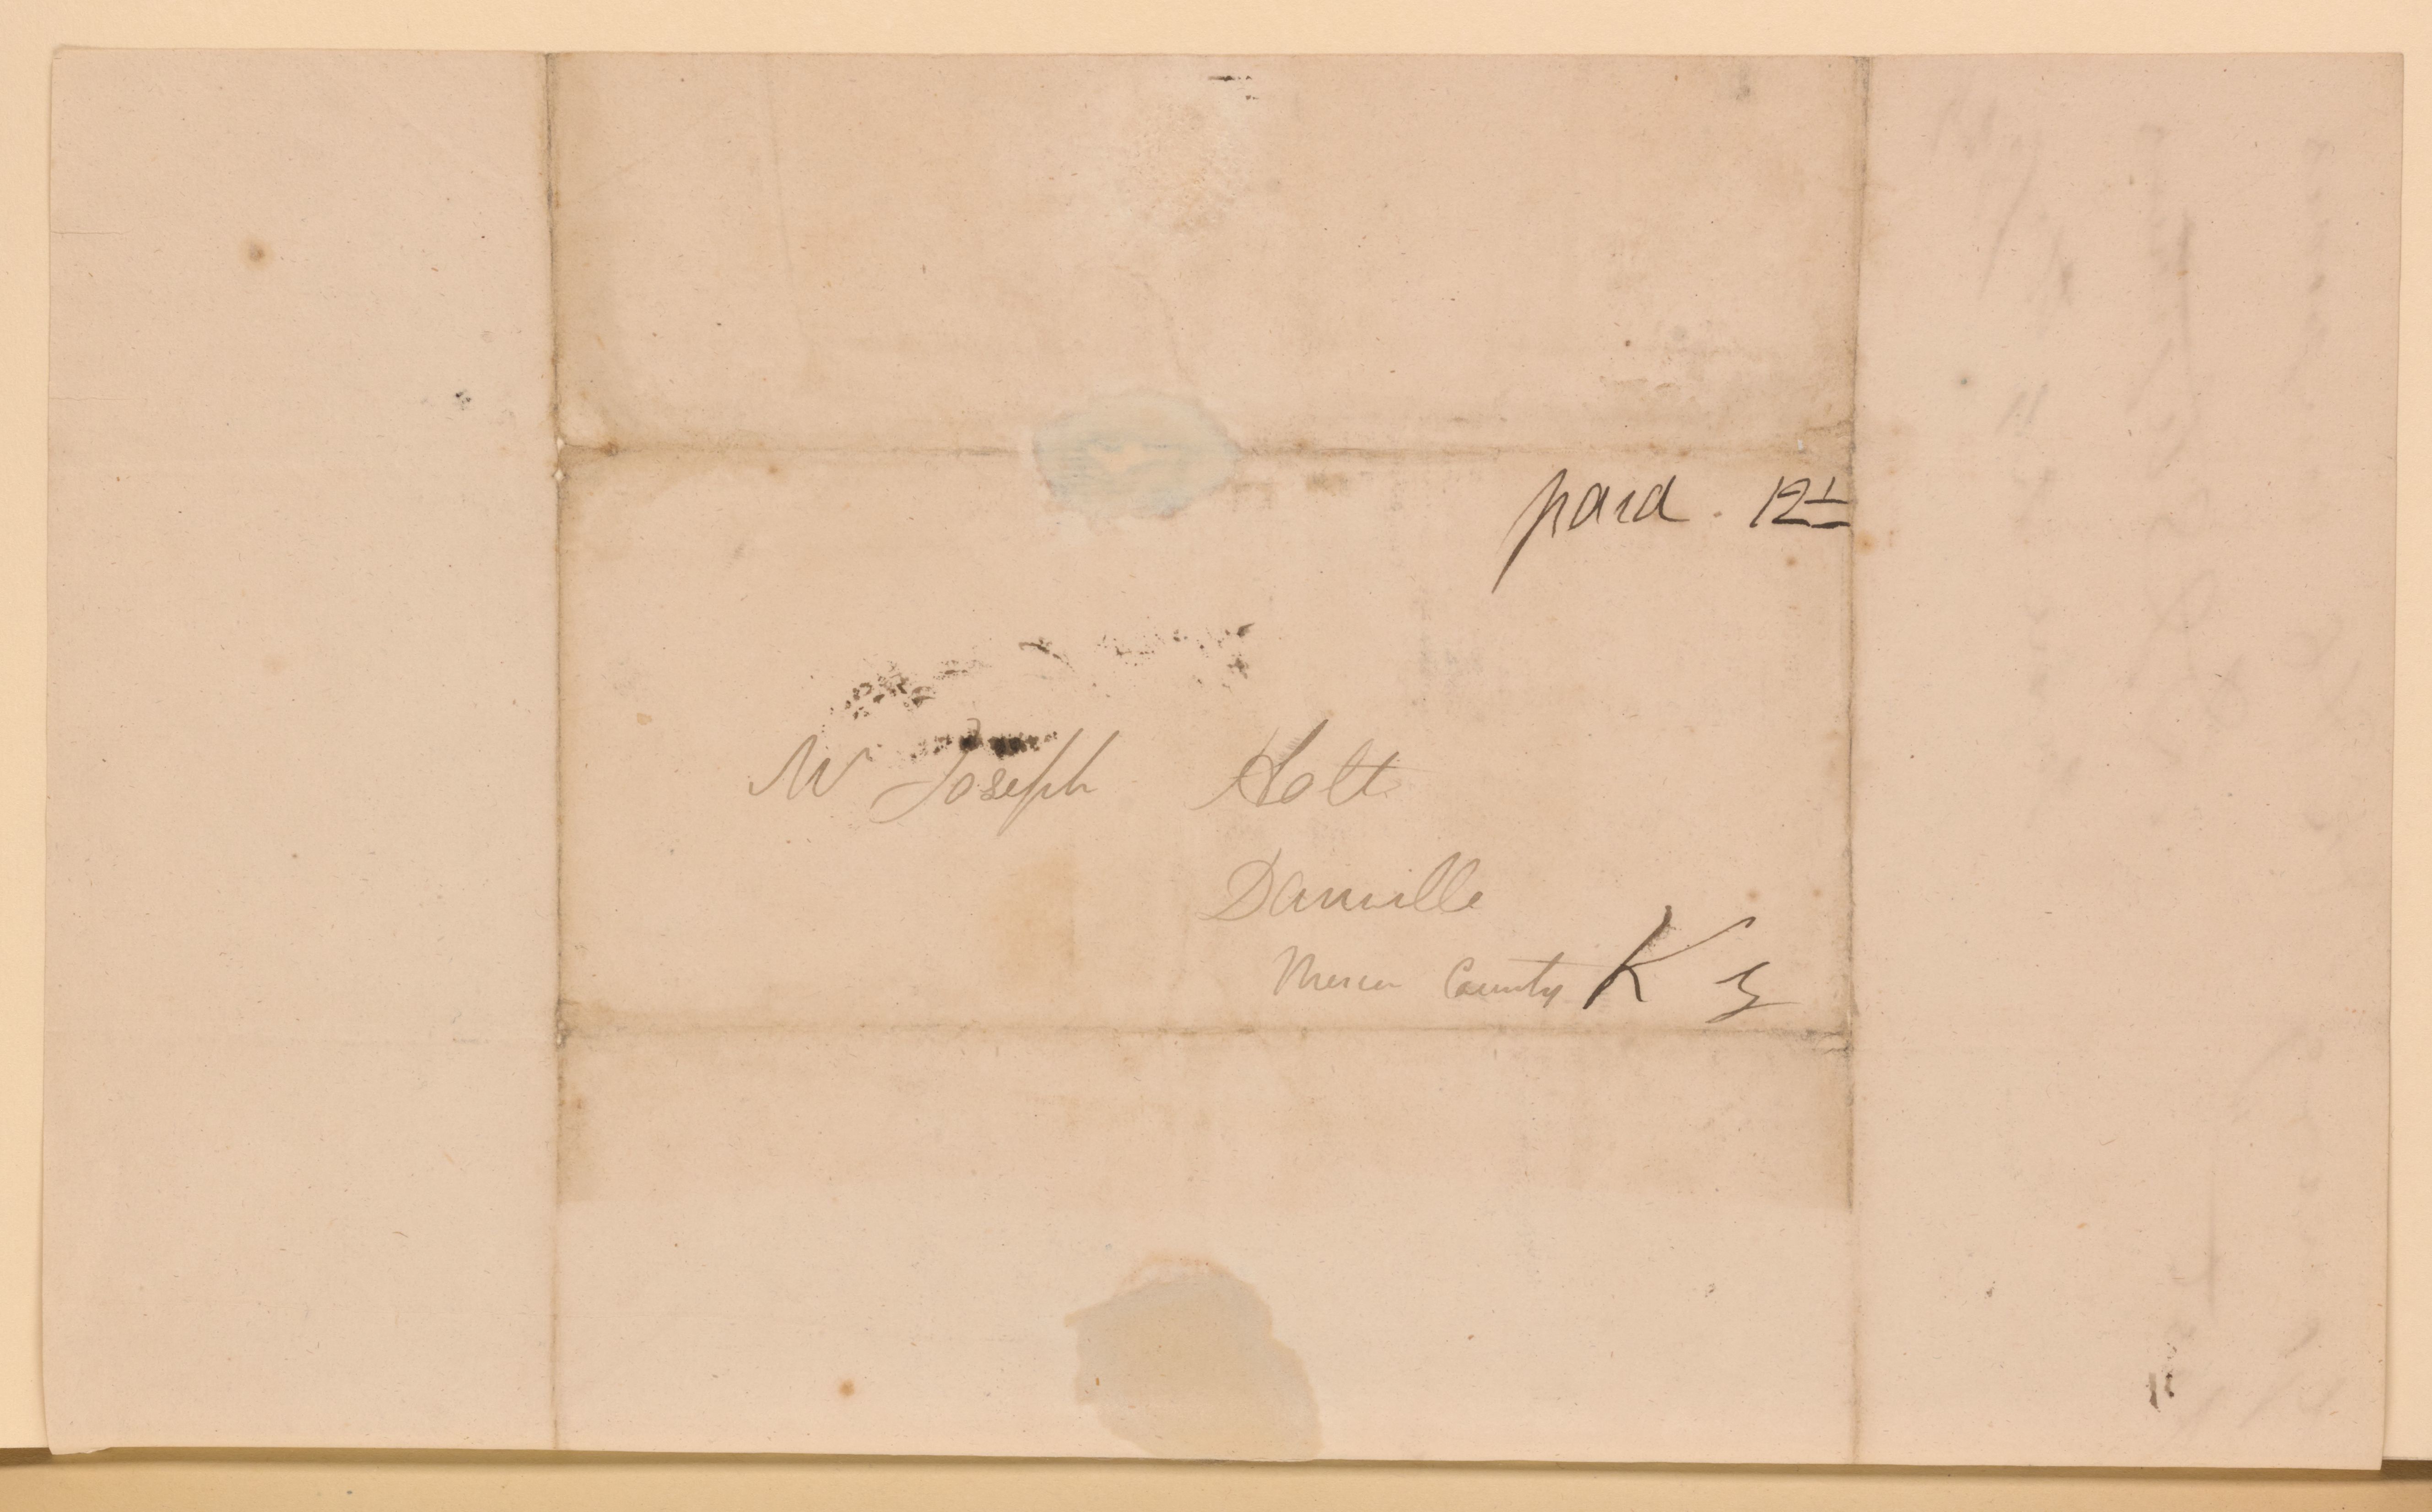 paid. 12½
Mr Joseph Holt
Danville
Mercer County Ky